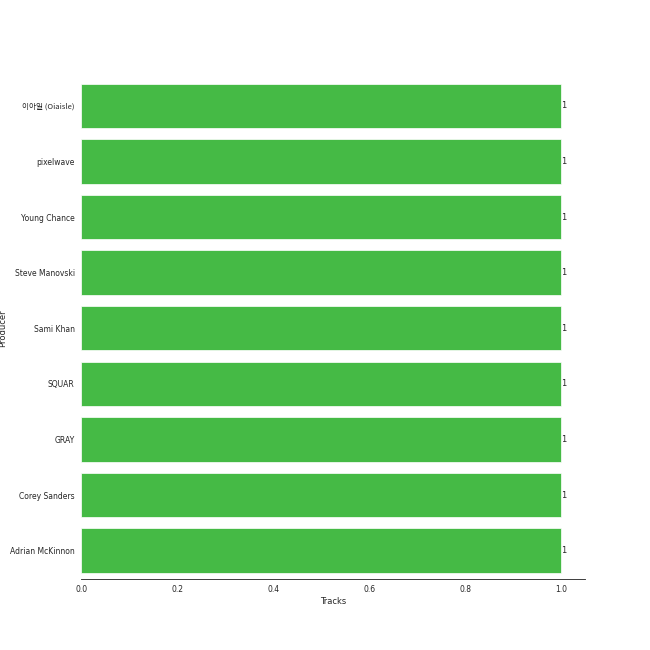 이아일 (Oiaisle)
1
pixelwave
1
Young Chance
1
Steve Manovski
1
Producer
Sami Khan
1
SQUAR
1
GRAY
1
Corey Sanders
1
Adrian McKinnon
1
0.0 0.2 0.4 0.6 0.8 1.0
Tracks